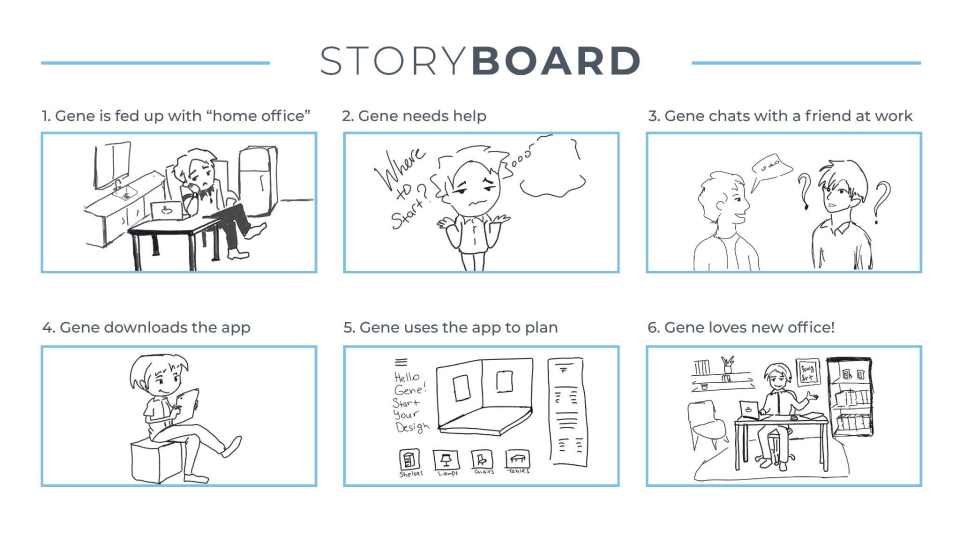 STORYBOARD
1. Gene is fed up with “home office”
2. Gene needs help
3. Gene chats with a friend at work
Where
to
Start?
?
?
4. Gene downloads the app
5. Gene uses the app to plan
6. Gene loves new office!
Hello
Gene!
Start
Your
Design
Shelves
Lamps
Chairs
Tables